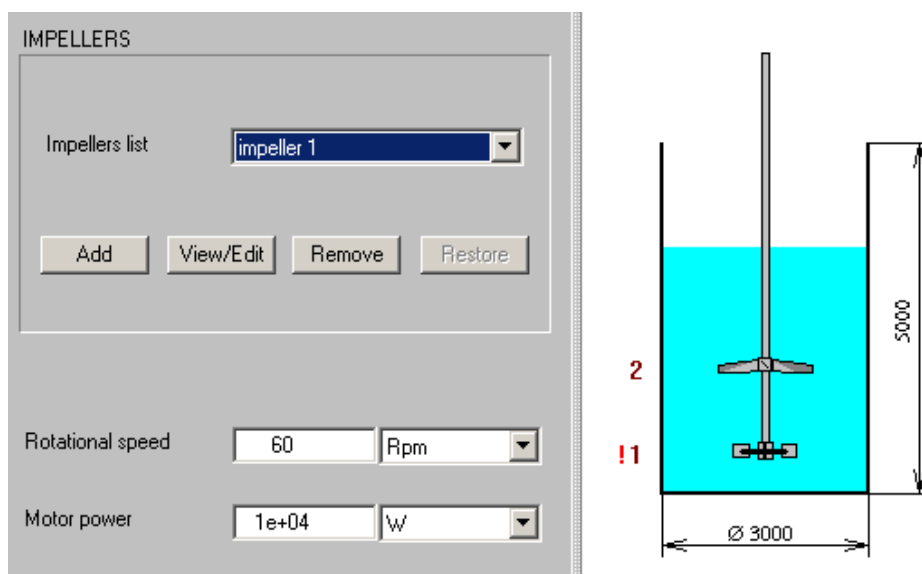 IMPELLERS
Impellers list
impeller 1
Add
View/Edit
Remove
Restore
Rotational speed
60
Rpm
Motor power
1e+04
W
2
!1
5000
Ø 3000